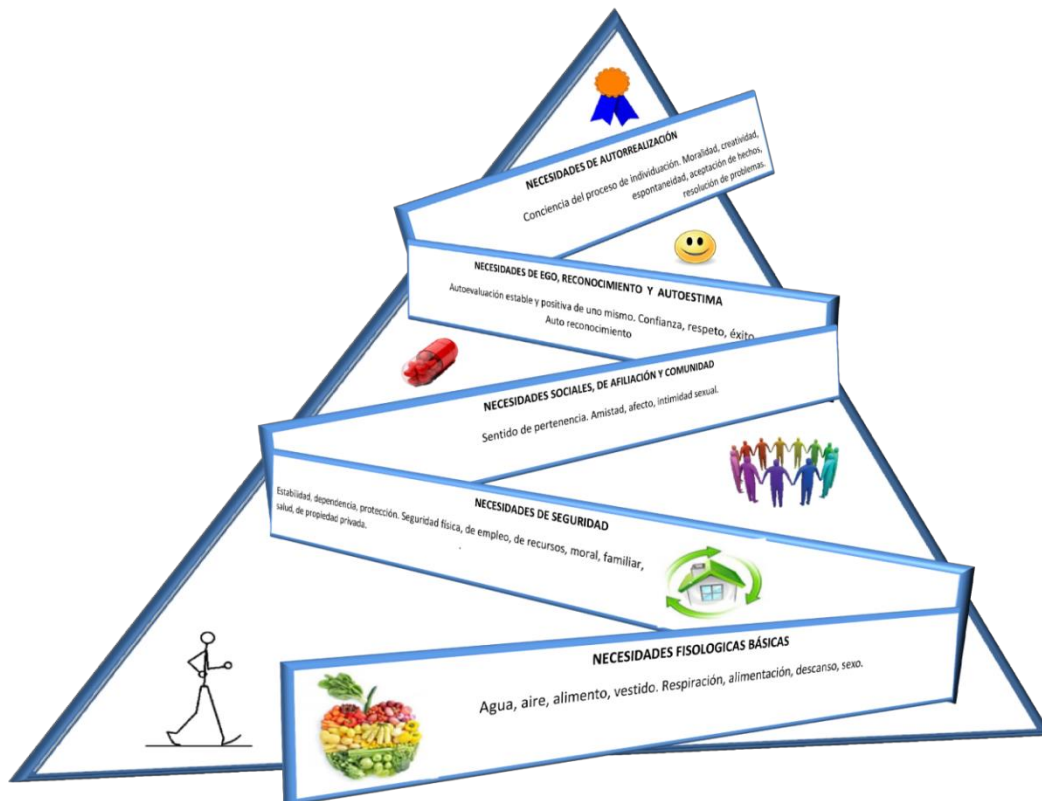 NECESIDADES DE AUTORREALIZACIÓN
Conciencia del proceso de individuación. Moralidad, creatividad,
espontaneidad, aceptación de hechos,
resolución de problemas.
NECESIDADES DE EGO, RECONOCIMIENTO Y AUTOESTIMA
Autoevaluación estable y positiva de uno mismo. Confianza, respeto, éxito
Auto reconocimiento
NECESIDADES SOCIALES, DE AFILIACIÓN Y COMUNIDAD
Sentido de pertenencia. Amistad, afecto, intimidad sexual.
NECESIDADES DE SEGURIDAD
Estabilidad, dependencia, protección. Seguridad física, de empleo, de recursos, moral, familiar,
salud, de propiedad privada.
.
NECESIDADES FISOLOGICAS BÁSICAS
Agua, aire, alimento, vestido. Respiración, alimentación, descanso, sexo.